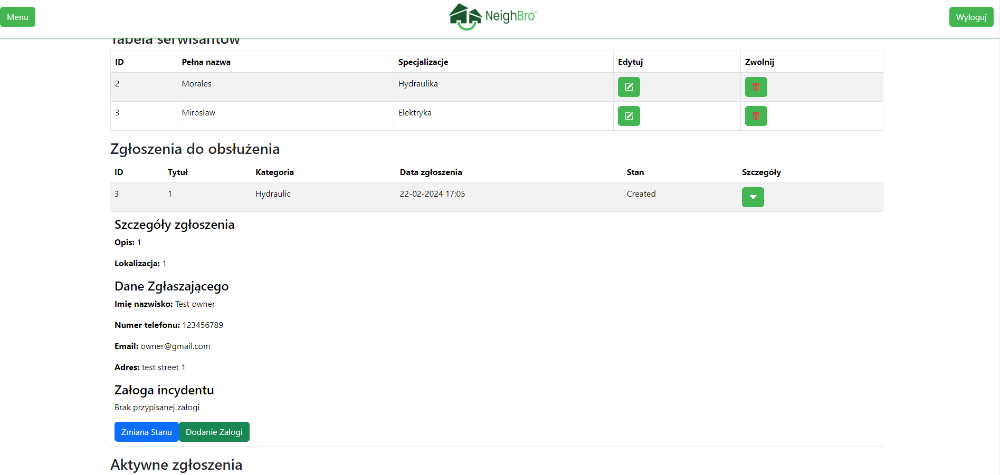 Menu
NeighBro™
Wyloguj
Tabela serwisantów
ID Pełna nazwa Specjalizacje Edytuj Zwolnij
2 Morales Hydraulika
3 Mirosław Elektryka
Zgłoszenia do obsłużenia
ID Tytuł Kategoria Data zgłoszenia Stan Szczegóły
3 1 Hydraulic 22-02-2024 17:05 Created
Szczegóły zgłoszenia
Opis: 1
Lokalizacja: 1
Dane Zgłaszającego
Imię nazwisko: Test owner
Numer telefonu: 123456789
Email: owner@gmail.com
Adres: test street 1
Załoga incydentu
Brak przypisanej załogi
Zmiana Stanu Dodanie Zalogi
Aktywne zgłoszenia